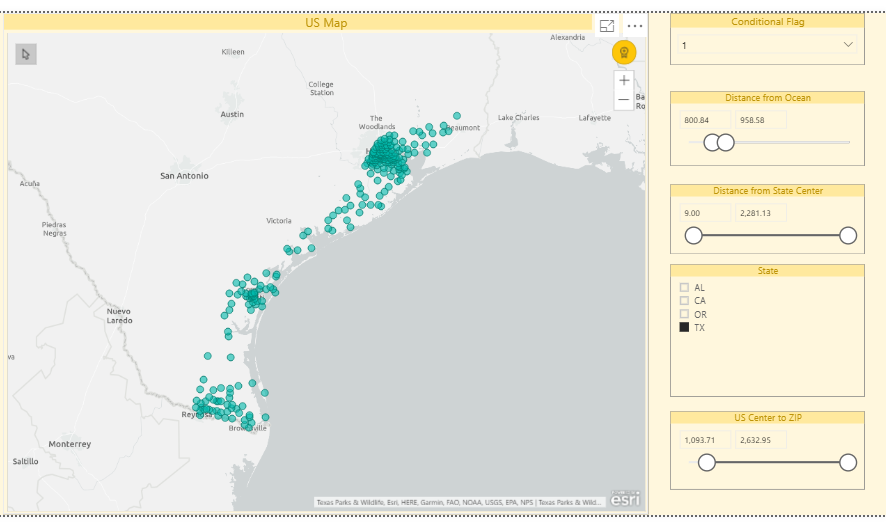 US Map
Alexandria
Killeen
College
Station
Austin
The
Woodlands
Lake Charles
Lafayette
Ba
Ro
San Antonio
Acuña
Victoria
Piedras
Negras
Nuevo
Laredo
va
Monterrey
Saltillo
Texas Parks & Wildlife, Esri, HERE, Garmin, FAO, NOAA, USGS, EPA, NPS | Texas Parks & Wild...
esri
Conditional Flag
1
Distance from Ocean
800.84 958.58
Distance from State Center
9.00 2,281.13
State
AL
CA
OR
TX
US Center to ZIP
1,093.71 2,632.95